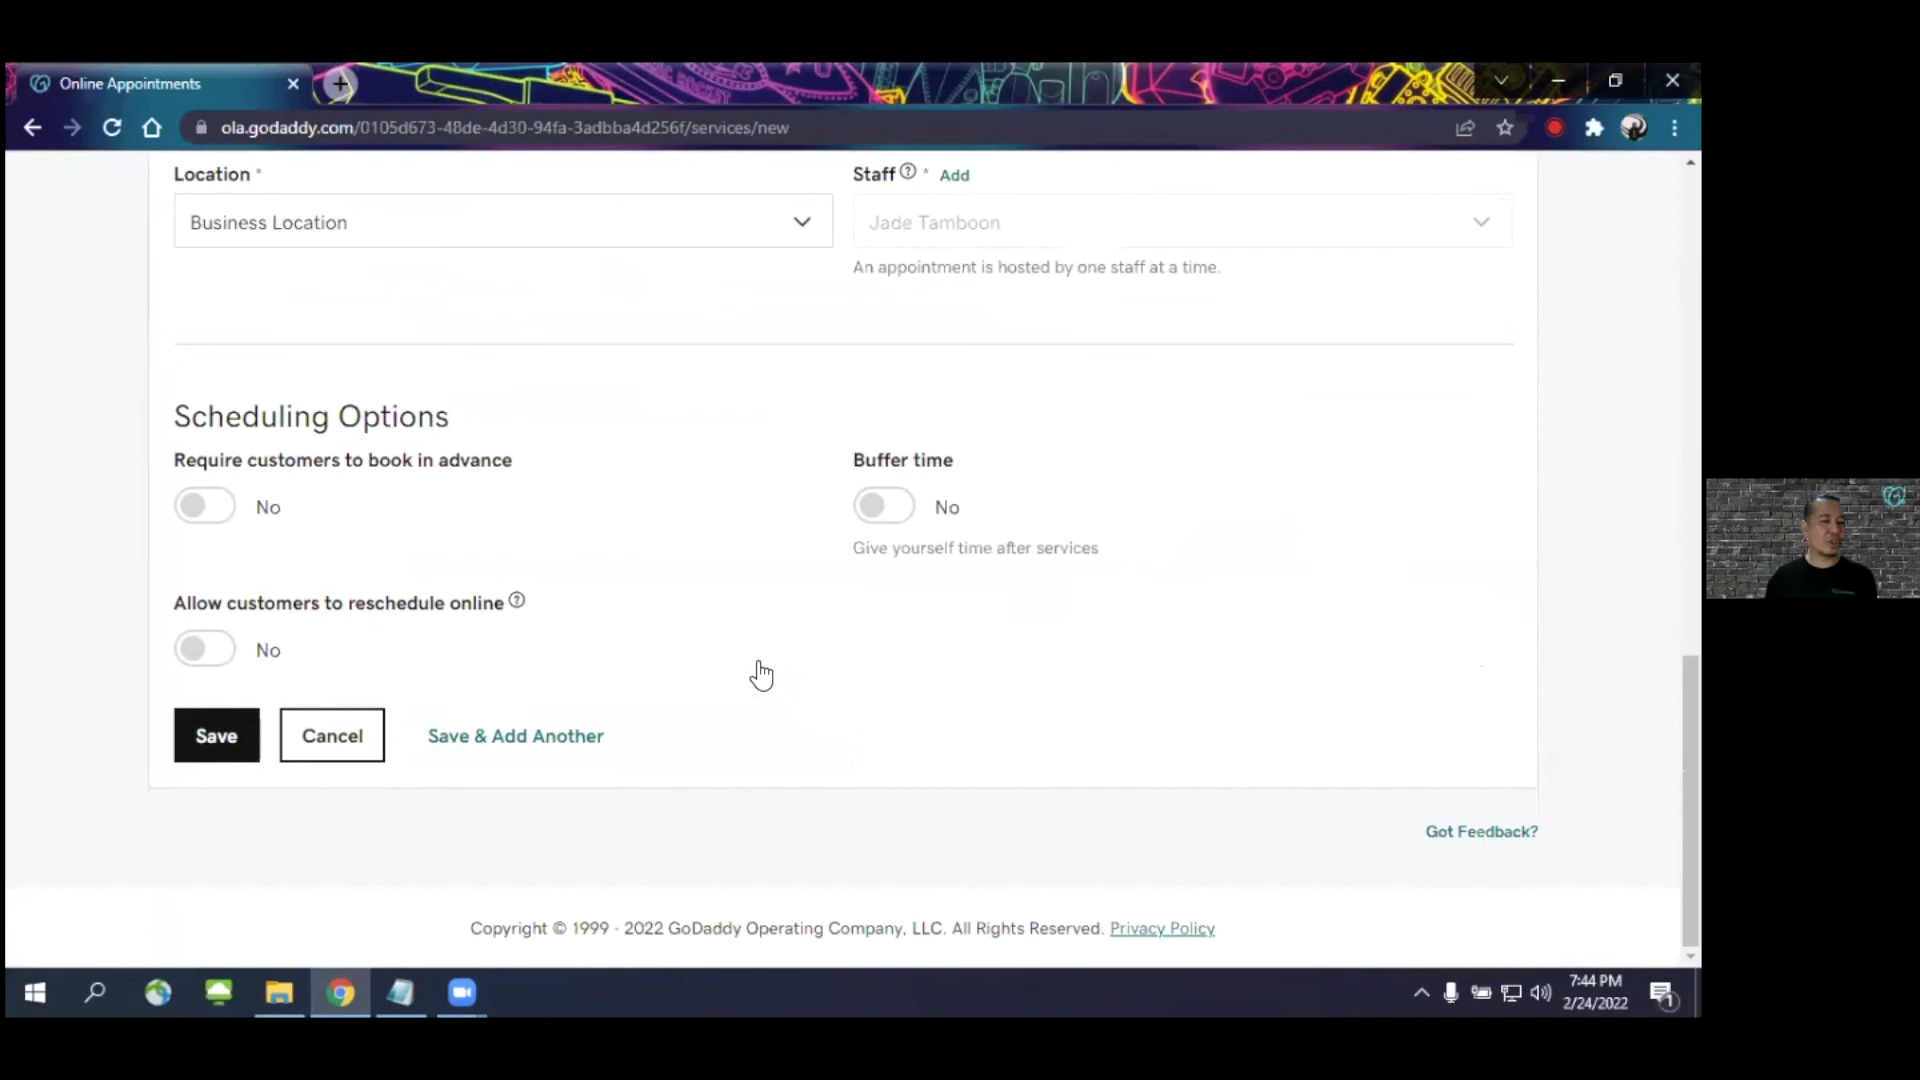 Online Appointments
ola.godaddy.com/0105d673-48de-4d30-94fa-3adbba4d256f/services/new
Location *
Staff ? * Add
Business Location
Jade Tamboon
An appointment is hosted by one staff at a time.
Scheduling Options
Require customers to book in advance
Buffer time
No
No
Give yourself time after services
Allow customers to reschedule online ?
No
Save
Cancel
Save & Add Another
Got Feedback?
Copyright © 1999 - 2022 GoDaddy Operating Company, LLC. All Rights Reserved. Privacy Policy
7:44 PM
2/24/2022
1